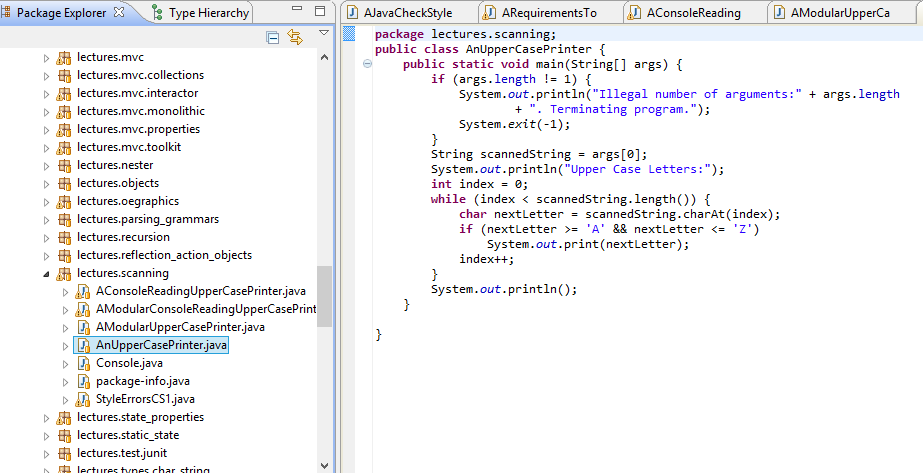 Package Explorer
Type Hierarchy
lectures.mvc
lectures.mvc.collections
lectures.mvc.interactor
lectures.mvc.monolithic
lectures.mvc.properties
lectures.mvc.toolkit
lectures.nester
lectures.objects
lectures.oegraphics
lectures.parsing_grammars
lectures.recursion
lectures.reflection_action_objects
lectures.scanning
AConsoleReadingUpperCasePrinter.java
AModularConsoleReadingUpperCasePrint
AModularUpperCasePrinter.java
AnUpperCasePrinter.java
Console.java
package-info.java
StyleErrorsCS1.java
lectures.state_properties
lectures.static_state
lectures.test.junit
lectures.types.char_string
AJavaCheckStyle
ARequirementsTo
AConsoleReading
AModularUpperCa
package lectures.scanning;
public class AnUpperCasePrinter {
public static void main(String[] args) {
if (args.length != 1) {
System.out.println("Illegal number of arguments:" + args.length
+ ". Terminating program.");
System.exit(-1);
}
String scannedString = args[0];
System.out.println("Upper Case Letters:");
int index = 0;
while (index < scannedString.length()) {
char nextLetter = scannedString.charAt(index);
if (nextLetter >= 'A' && nextLetter <= 'Z')
System.out.print(nextLetter);
index++;
}
System.out.println();
}
}